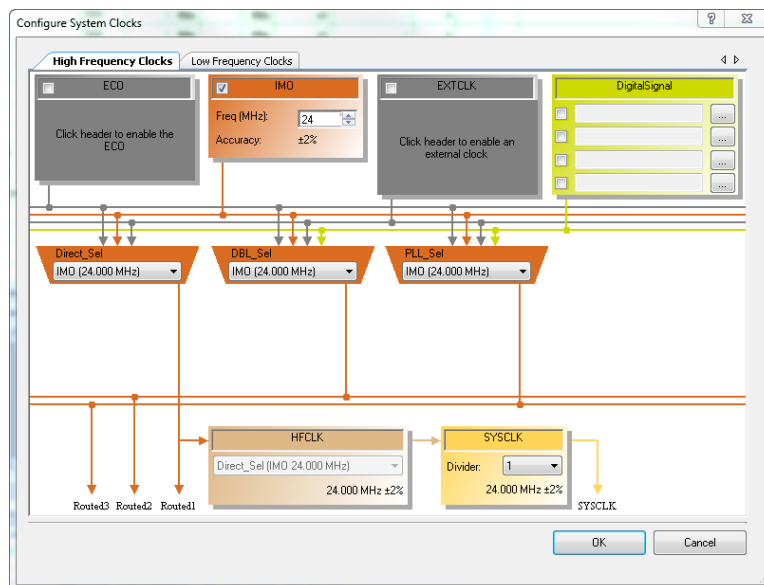 Configure System Clocks
High Frequency Clocks
Low Frequency Clocks
ECO
Click header to enable the
ECO
IMO
Freq (MHz): 24
Accuracy: ±2%
EXTCLK
Click header to enable an
external clock
DigitalSignal
...
...
...
...
Direct_Sel
IMO (24.000 MHz)
DBL_Sel
IMO (24.000 MHz)
PLL_Sel
IMO (24.000 MHz)
HFCLK
Direct_Sel (IMO 24.000 MHz)
24.000 MHz ±2%
SYSCLK
Divider: 1
24.000 MHz ±2%
Routed3 Routed2 Routed1
SYSCLK
OK
Cancel